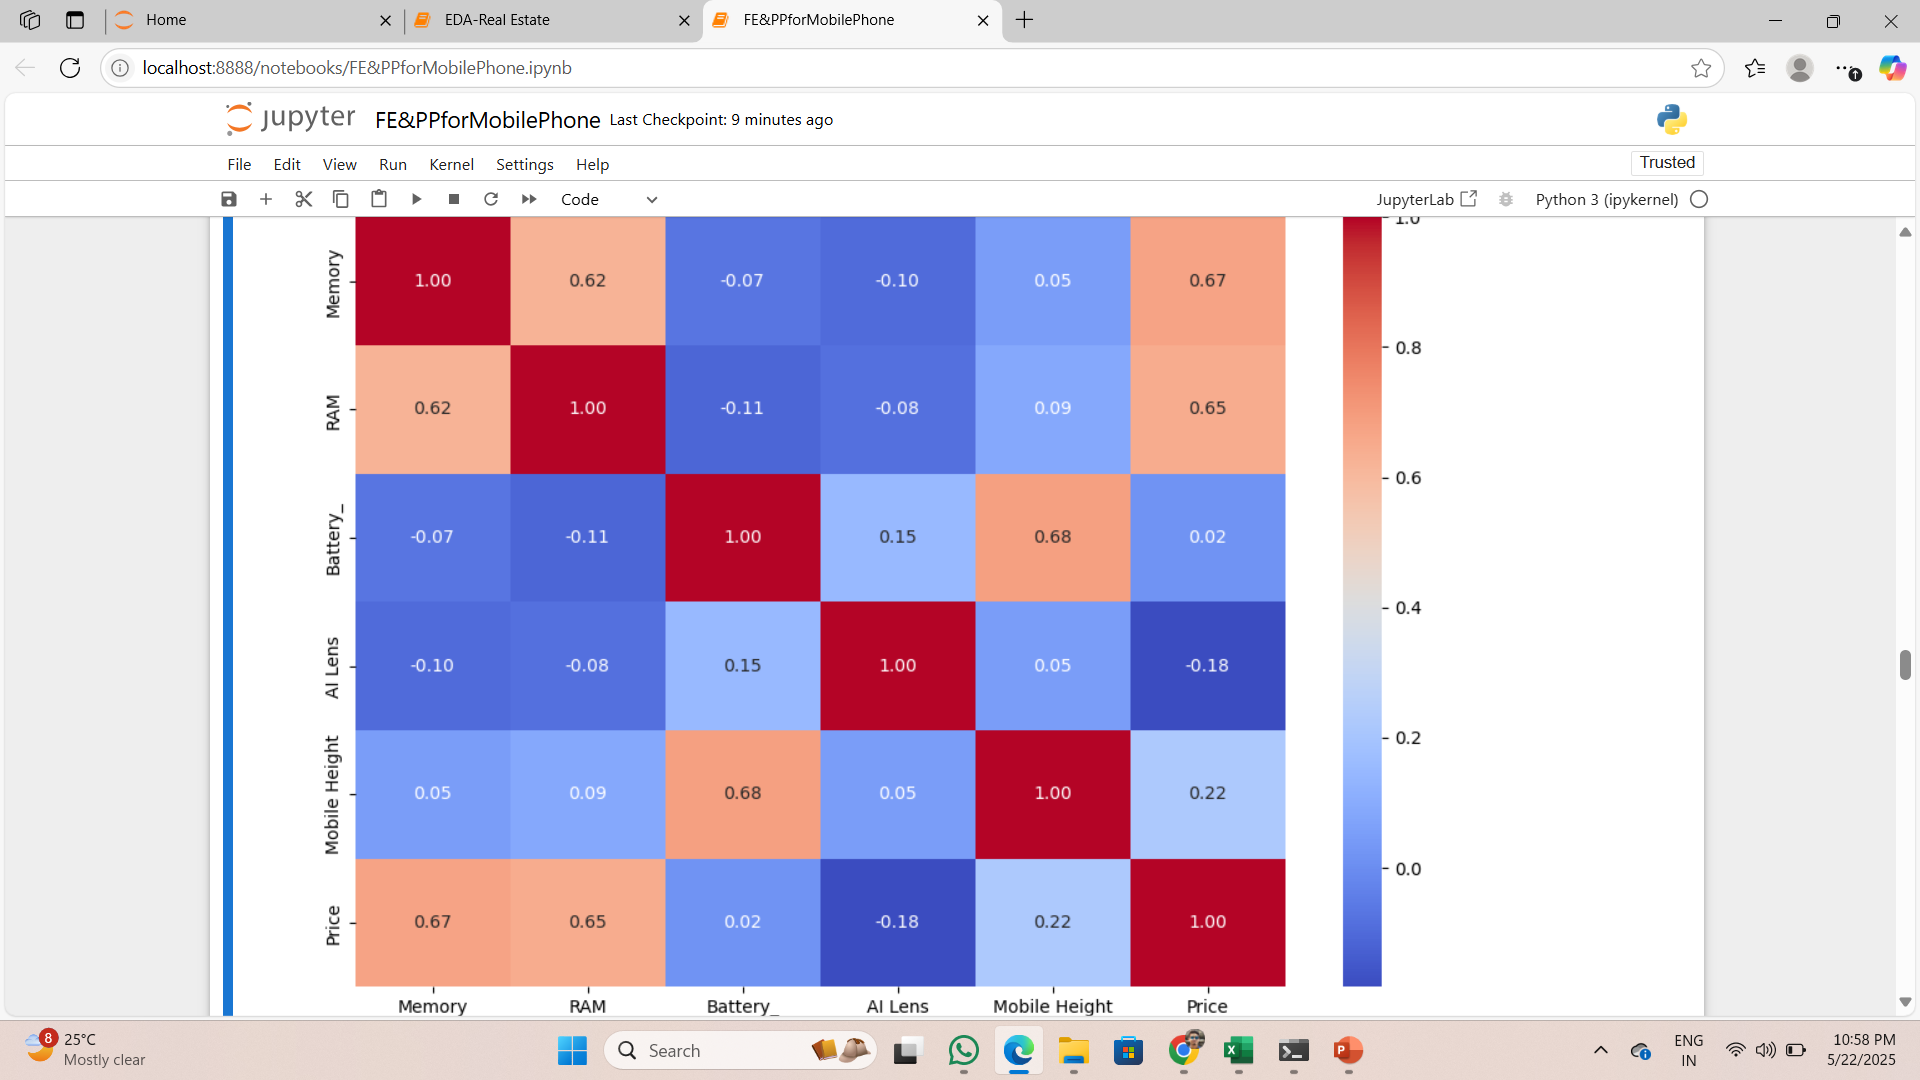 Home
EDA-Real Estate
FE&PPforMobilePhone
localhost:8888/notebooks/FE&PPforMobilePhone.ipynb
jupyter FE&PPforMobilePhone Last Checkpoint: 9 minutes ago
File Edit View Run Kernel Settings Help
Trusted
Code
JupyterLab
Python 3 (ipykernel)
1.0
Memory 1.00 0.62 -0.07 -0.10 0.05 0.67
0.8
RAM 0.62 1.00 -0.11 -0.08 0.09 0.65
0.6
Battery_ -0.07 -0.11 1.00 0.15 0.68 0.02
0.4
AI Lens -0.10 -0.08 0.15 1.00 0.05 -0.18
0.2
Mobile Height 0.05 0.09 0.68 0.05 1.00 0.22
0.0
Price 0.67 0.65 0.02 -0.18 0.22 1.00
Memory RAM Battery_ AI Lens Mobile Height Price
8
25°C
Mostly clear
Search
ENG
IN
10:58 PM
5/22/2025